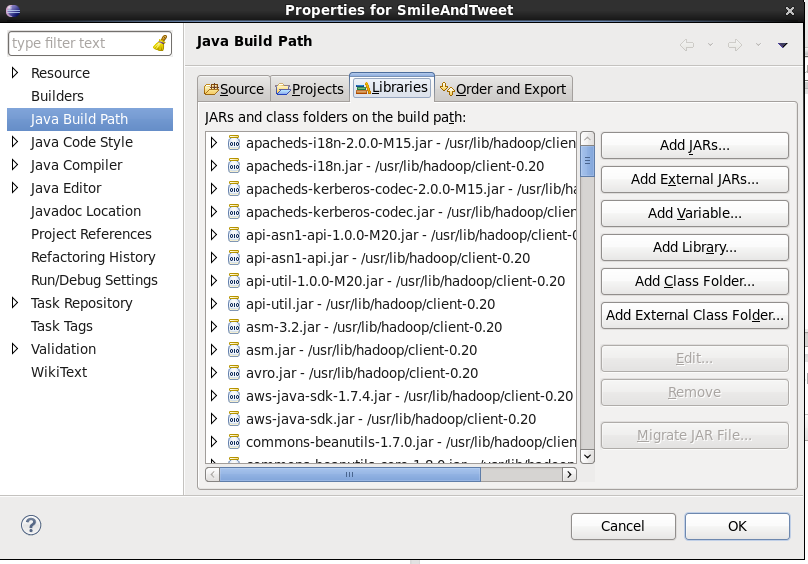 Properties for SmileAndTweet
type filter text
Java Build Path
Resource
Builders
Java Build Path
Java Code Style
Java Compiler
Java Editor
Javadoc Location
Project References
Refactoring History
Run/Debug Settings
Task Repository
Task Tags
Validation
WikiText
Source Projects Libraries Order and Export
JARs and class folders on the build path:
apacheds-i18n-2.0.0-M15.jar - /usr/lib/hadoop/clien
apacheds-i18n.jar - /usr/lib/hadoop/client-0.20
apacheds-kerberos-codec-2.0.0-M15.jar - /usr/lib/ha
apacheds-kerberos-codec.jar - /usr/lib/hadoop/clien
api-asn1-api-1.0.0-M20.jar - /usr/lib/hadoop/client-0
api-asn1-api.jar - /usr/lib/hadoop/client-0.20
api-util-1.0.0-M20.jar - /usr/lib/hadoop/client-0.20
api-util.jar - /usr/lib/hadoop/client-0.20
asm-3.2.jar - /usr/lib/hadoop/client-0.20
asm.jar - /usr/lib/hadoop/client-0.20
avro.jar - /usr/lib/hadoop/client-0.20
aws-java-sdk-1.7.4.jar - /usr/lib/hadoop/client-0.20
aws-java-sdk.jar - /usr/lib/hadoop/client-0.20
commons-beanutils-1.7.0.jar - /usr/lib/hadoop/clien
Add JARs...
Add External JARs...
Add Variable...
Add Library...
Add Class Folder...
Add External Class Folder...
Edit...
Remove
Migrate JAR File...
?
Cancel
OK